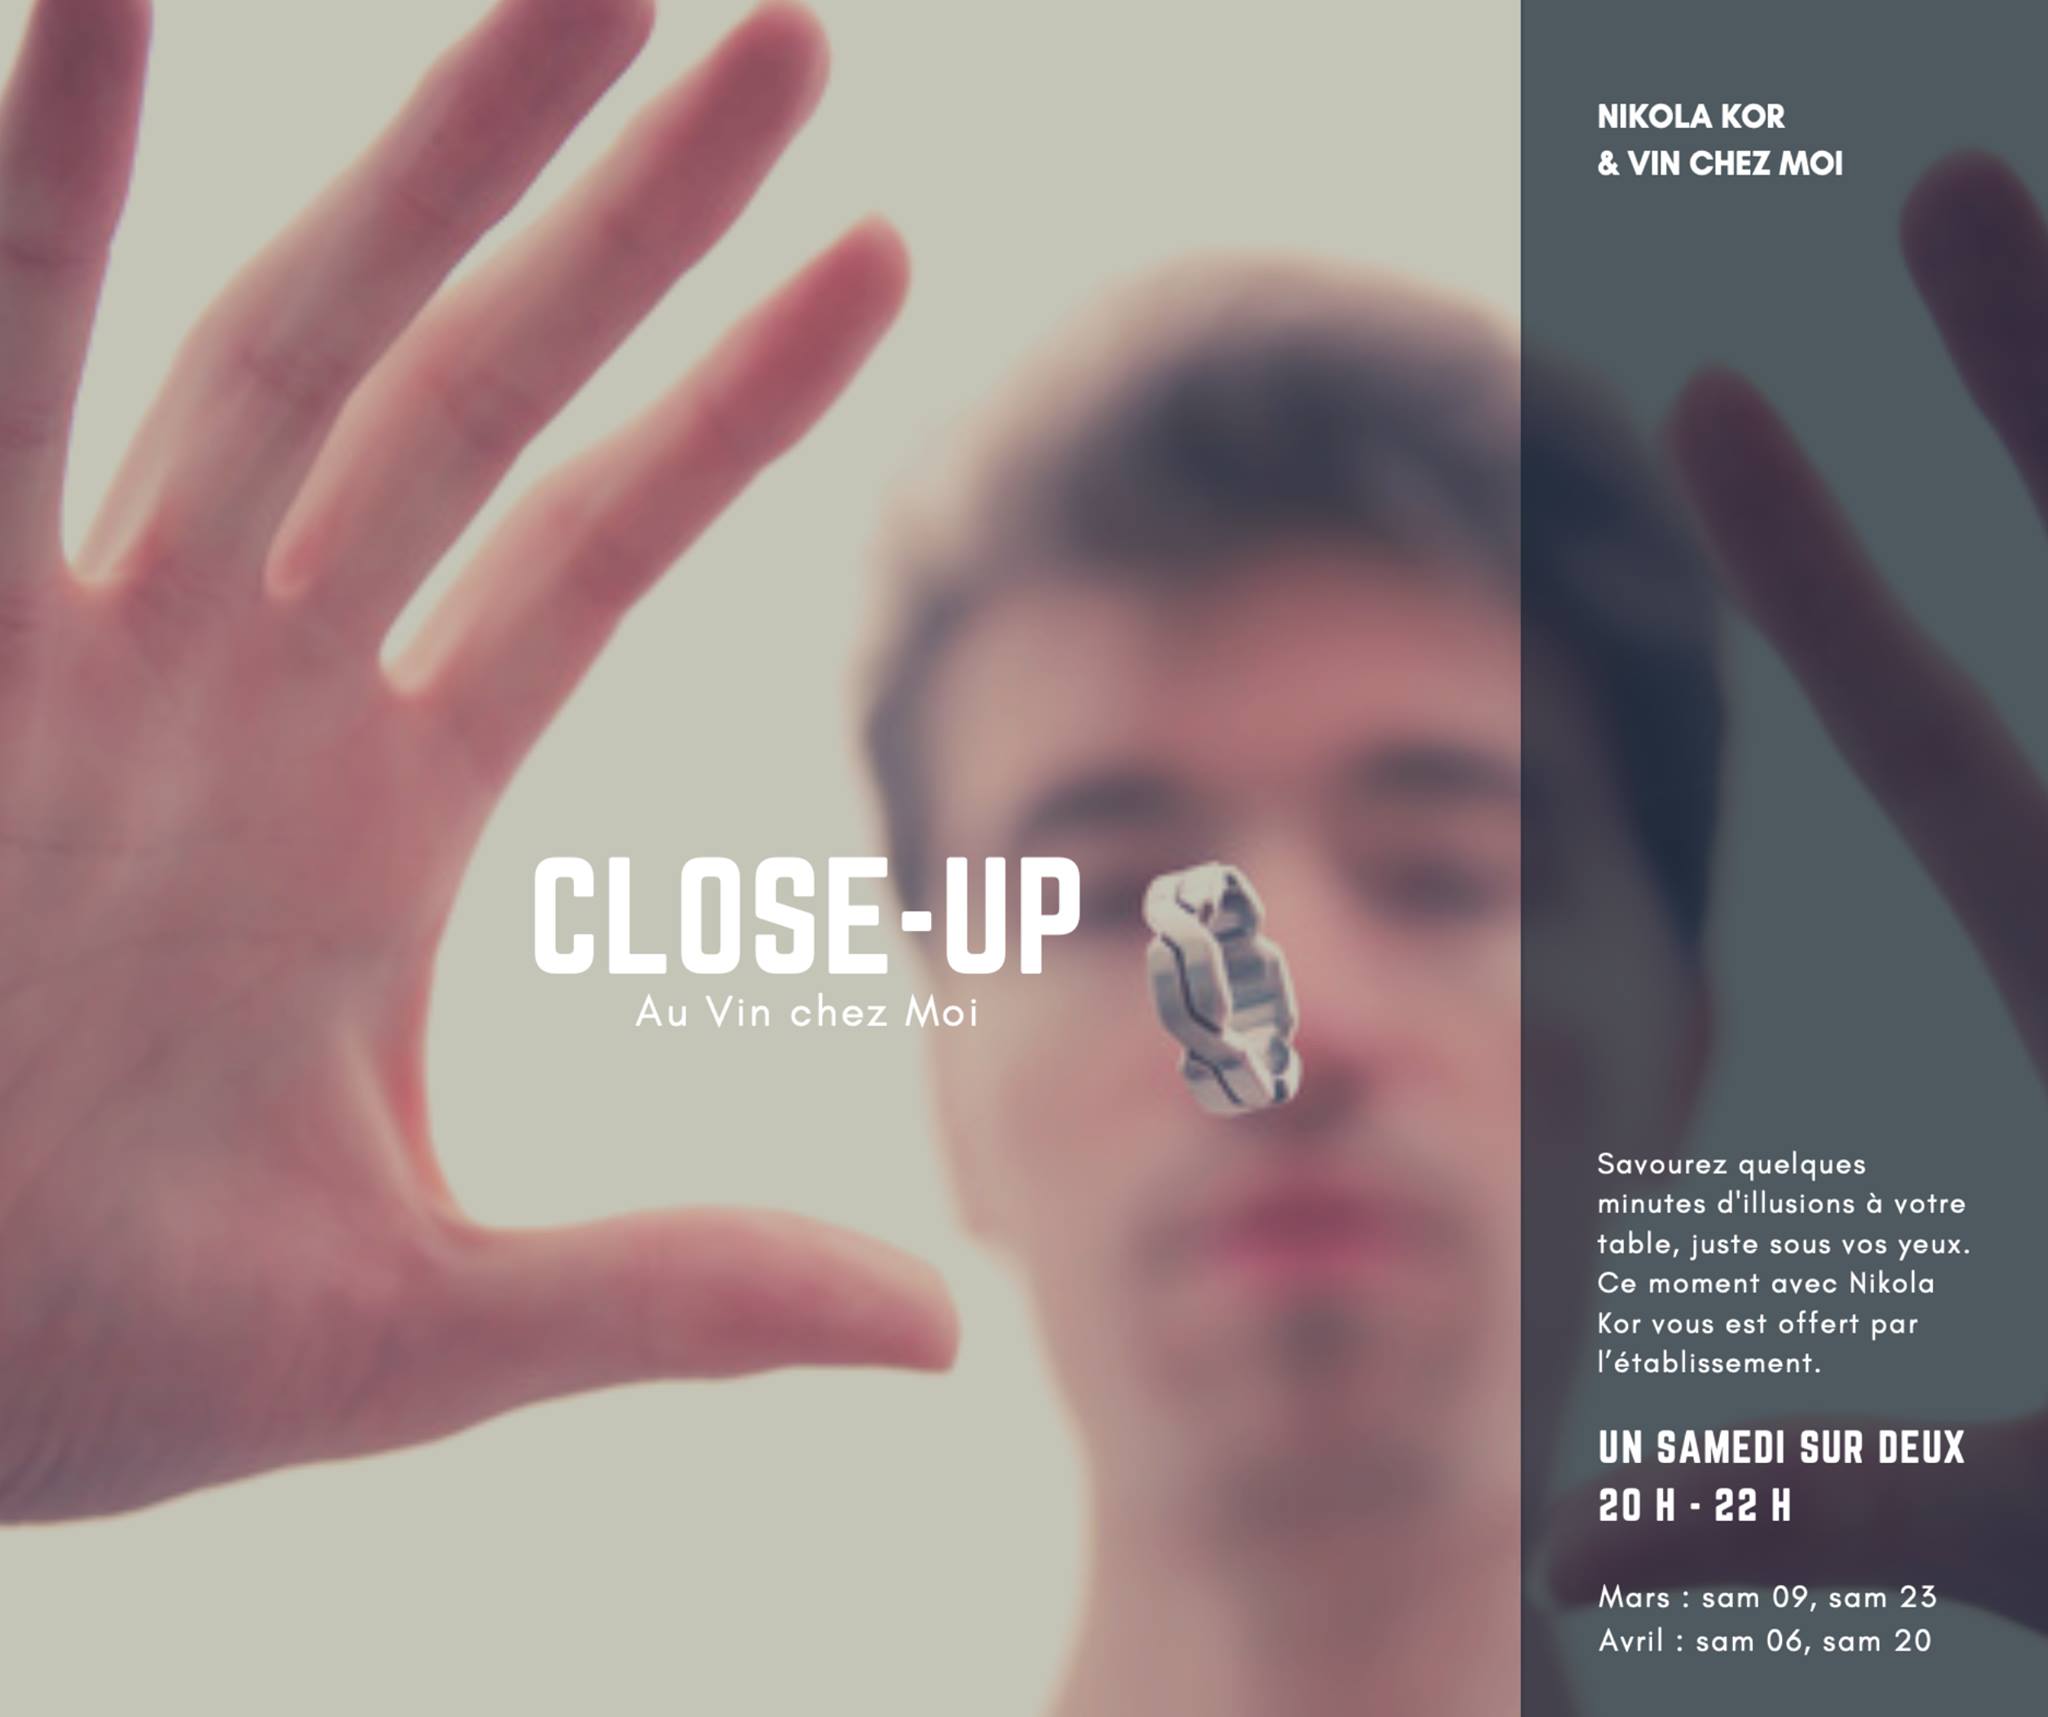 NIKOLA KOR
& VIN CHEZ MOI
CLOSE-UP
Au Vin chez Moi
Savourez quelques
minutes d'illusions à votre
table, juste sous vos yeux.
Ce moment avec Nikola
Kor vous est offert par
l’établissement.
UN SAMEDI SUR DEUX
20 H - 22 H
Mars : sam 09, sam 23
Avril : sam 06, sam 20